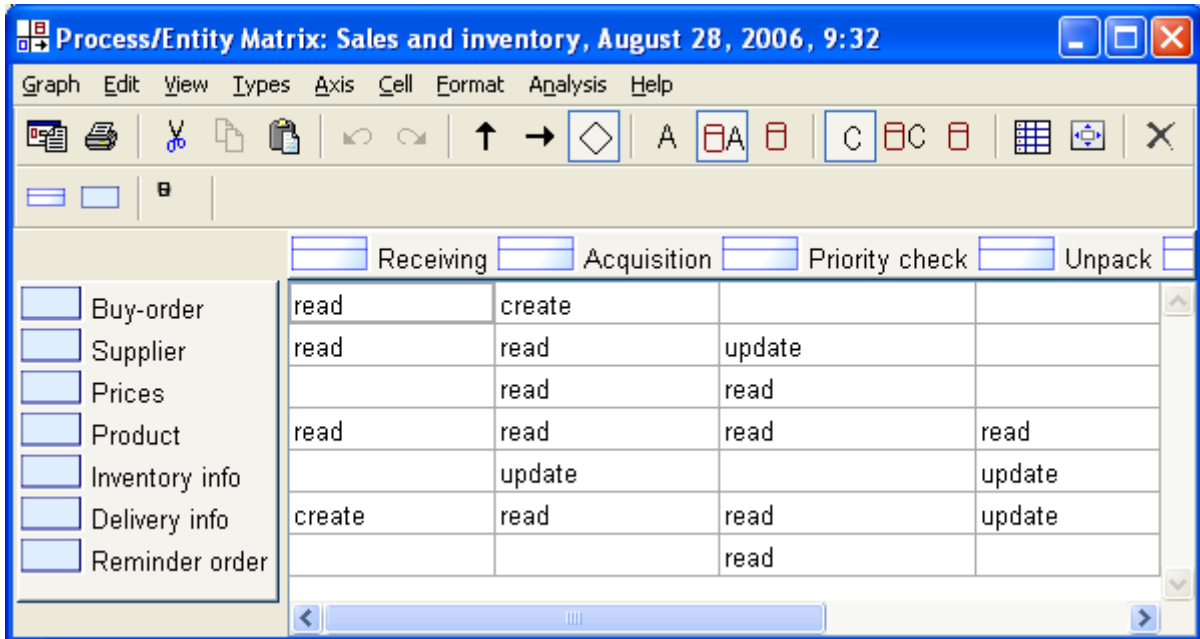 Process/Entity Matrix: Sales and inventory, August 28, 2006, 9:32
Graph Edit View Types Axis Cell Format Analysis Help
A A C C
Receiving Acquisition Priority check Unpack
Buy-order read create
Supplier read read update
Prices read read
Product read read read read
Inventory info update update
Delivery info create read read update
Reminder order read